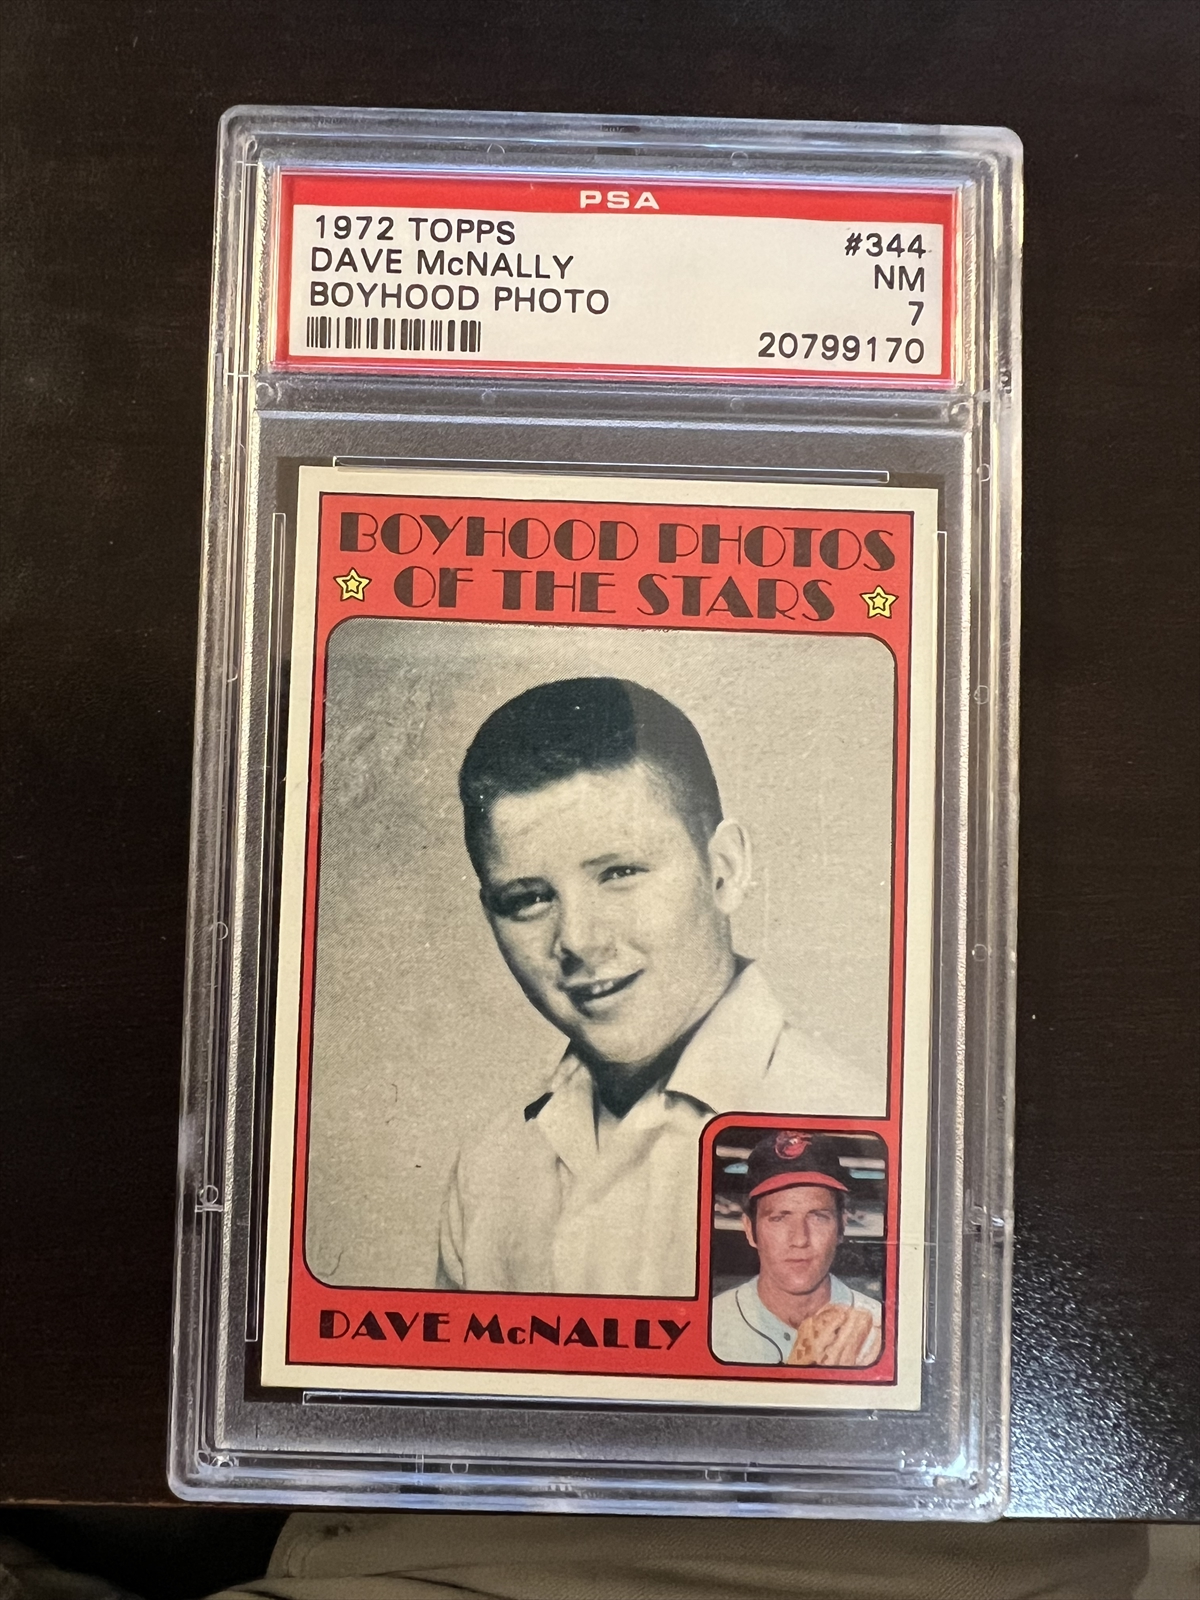 PSA
1972 TOPPS #344
DAVE McNALLY NM
BOYHOOD PHOTO 7
20799170
BOYHOOD PHOTOS
OF THE STARS
DAVE McNALLY